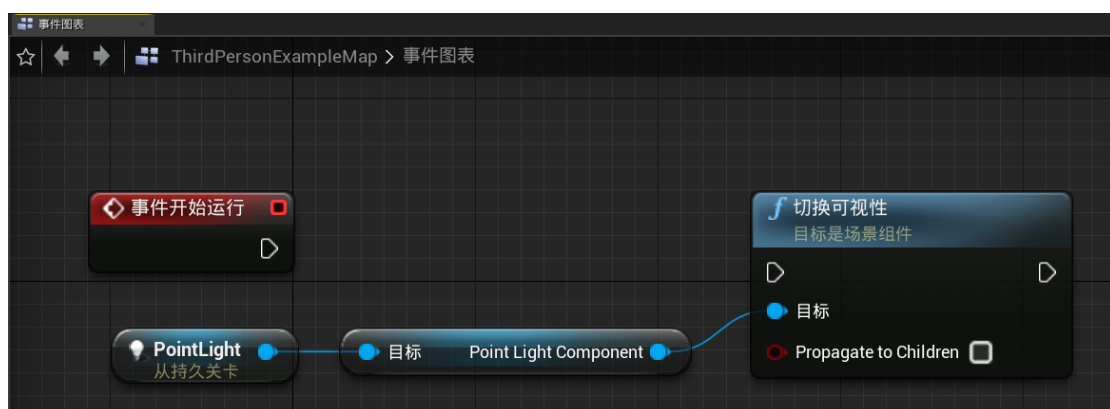 事件图表
ThirdPersonExampleMap > 事件图表
事件开始运行
f 切换可视性
目标是场景组件
目标
PointLight
从持久关卡
目标 Point Light Component
Propagate to Children